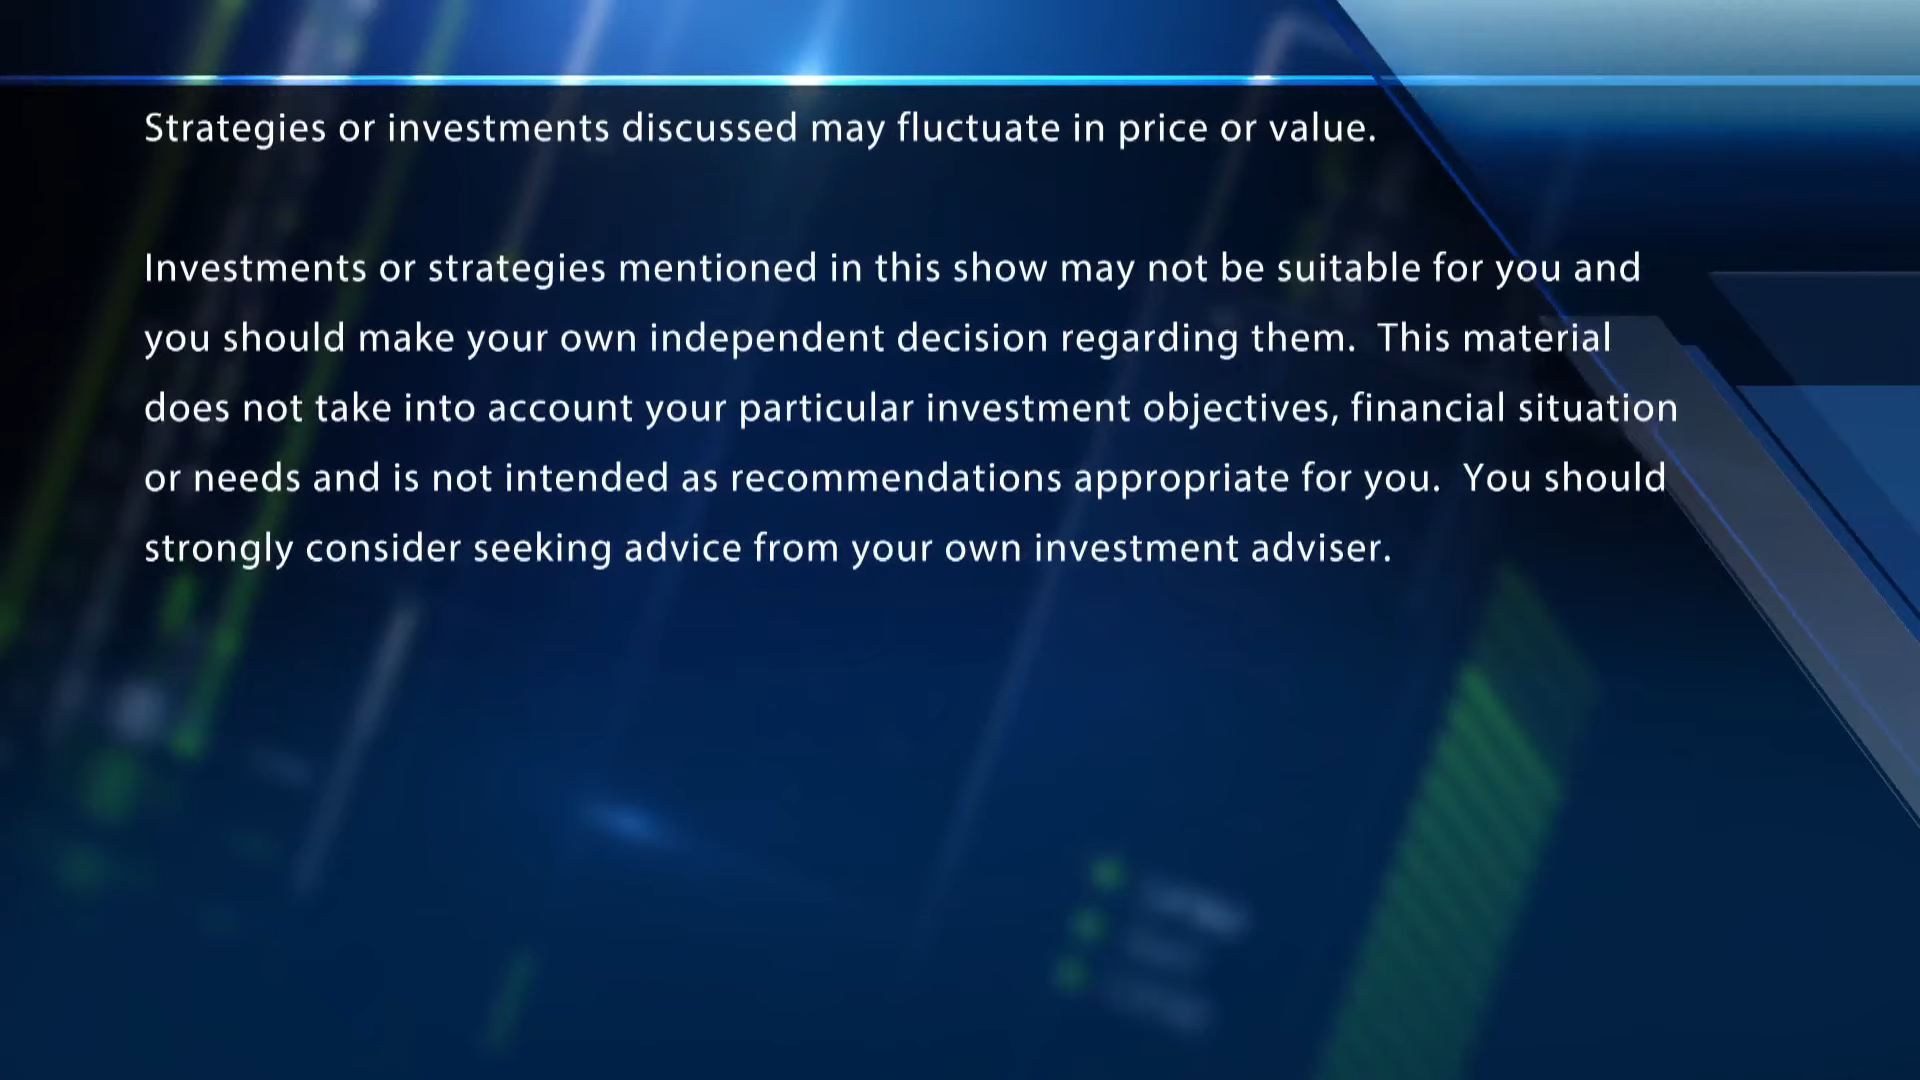 Strategies or investments discussed may fluctuate in price or value.
Investments or strategies mentioned in this show may not be suitable for you and
you should make your own independent decision regarding them.  This material
does not take into account your particular investment objectives, financial situation
or needs and is not intended as recommendations appropriate for you.  You should
strongly consider seeking advice from your own investment adviser.